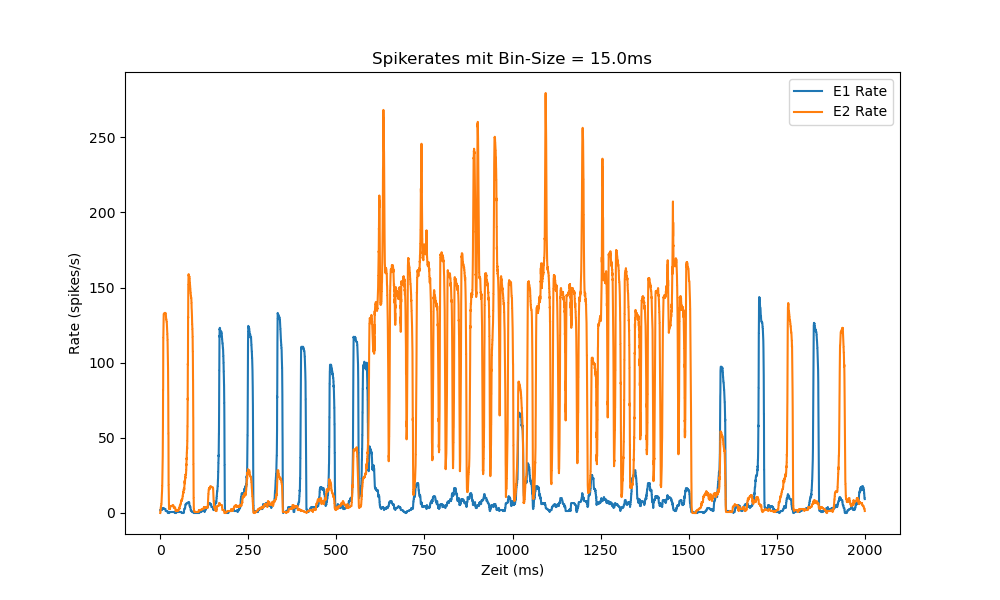 Spikerates mit Bin-Size = 15.0ms
E1 Rate
E2 Rate
Rate (spikes/s)
250
200
150
100
50
0
0 250 500 750 1000 1250 1500 1750 2000
Zeit (ms)